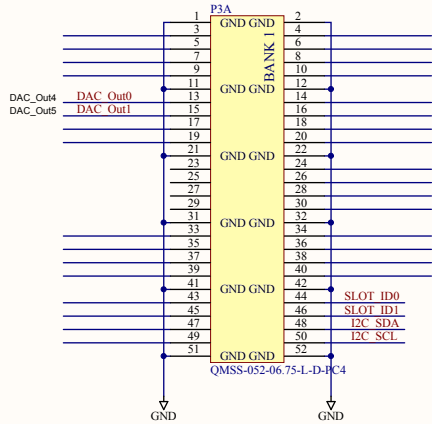 P3A
1 GND GND 2
3 4
5 6
7 8
9 10
11 GND GND 12
DAC_Out4 DAC_Out0 13 14
DAC_Out5 DAC_Out1 15 16
17 18
19 20
21 GND GND 22
23 24
25 26
27 28
29 30
31 GND GND 32
33 34
35 36
37 38
39 40
41 GND GND 42
43 44 SLOT_ID0
45 46 SLOT_ID1
47 48 I2C_SDA
49 50 I2C_SCL
51 GND GND 52
BANK 1
QMSS-052-06.75-L-D-PC4
GND GND